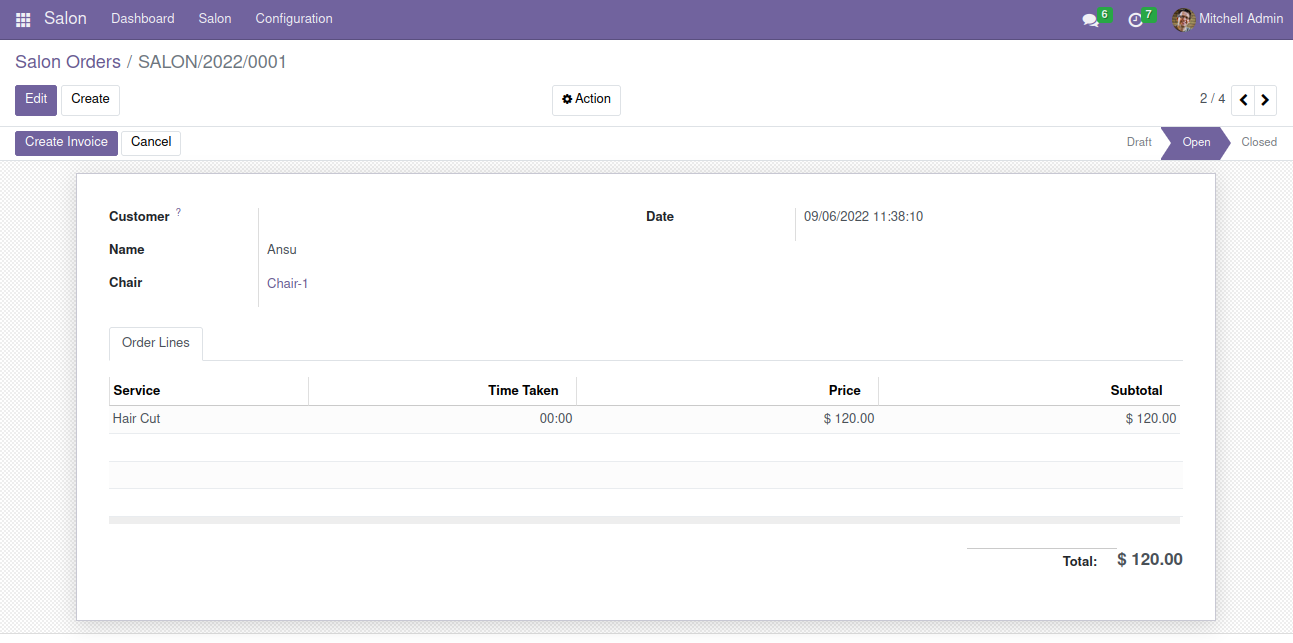 Salon Dashboard Salon Configuration 6 7 Mitchell Admin
Salon Orders / SALON/2022/0001
Edit Create Action 2 / 4
Create Invoice Cancel Draft Open Closed
Customer ? Date 09/06/2022 11:38:10
Name Ansu
Chair Chair-1
Order Lines
Service Time Taken Price Subtotal
Hair Cut 00:00 $ 120.00 $ 120.00
Total: $ 120.00